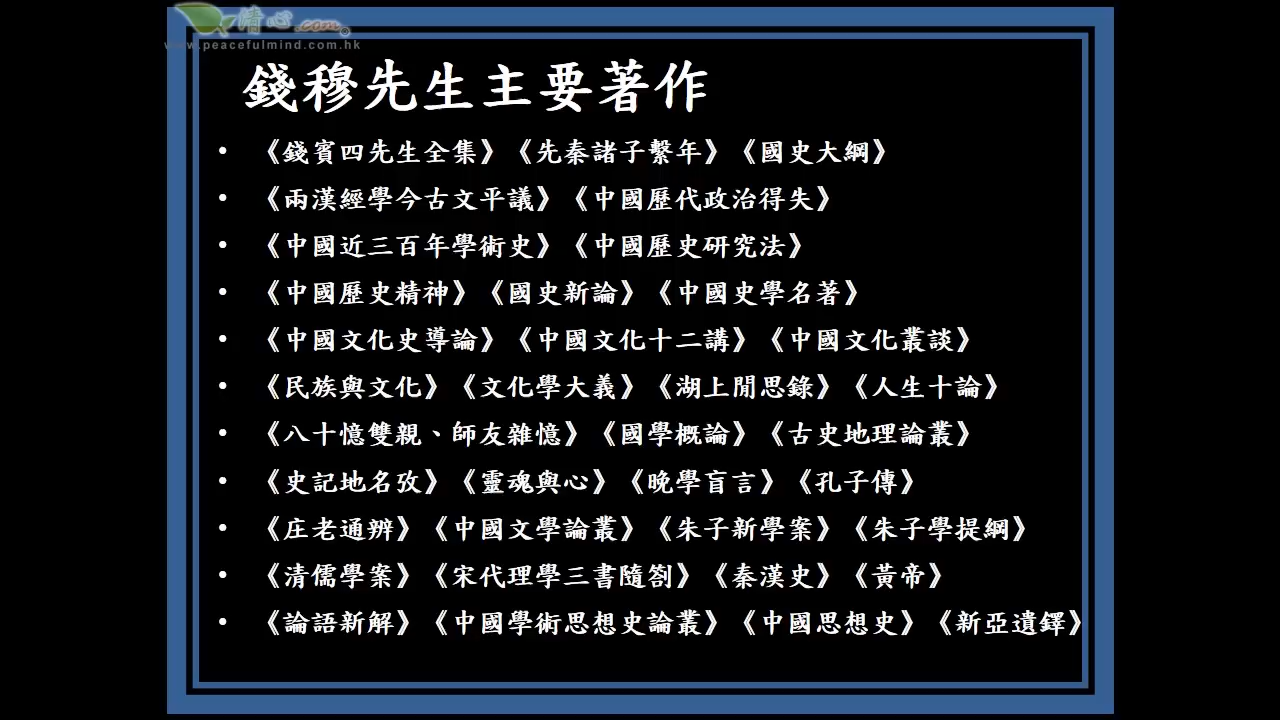 清心.com
www.peacefulmind.com.hk
錢穆先生主要著作
• 《錢賓四先生全集》《先秦諸子繫年》《國史大綱》
• 《兩漢經學今古文平議》《中國歷代政治得失》
• 《中國近三百年學術史》《中國歷史研究法》
• 《中國歷史精神》《國史新論》《中國史學名著》
• 《中國文化史導論》《中國文化十二講》《中國文化叢談》
• 《民族與文化》《文化學大義》《湖上閒思錄》《人生十論》
• 《八十憶雙親、師友雜憶》《國學概論》《古史地理論叢》
• 《史記地名攷》《靈魂與心》《晚學盲言》《孔子傳》
• 《庄老通辨》《中國文學論叢》《朱子新學案》《朱子學提綱》
• 《清儒學案》《宋代理學三書隨劄》《秦漢史》《黃帝》
• 《論語新解》《中國學術思想史論叢》《中國思想史》《新亞遺鐸》